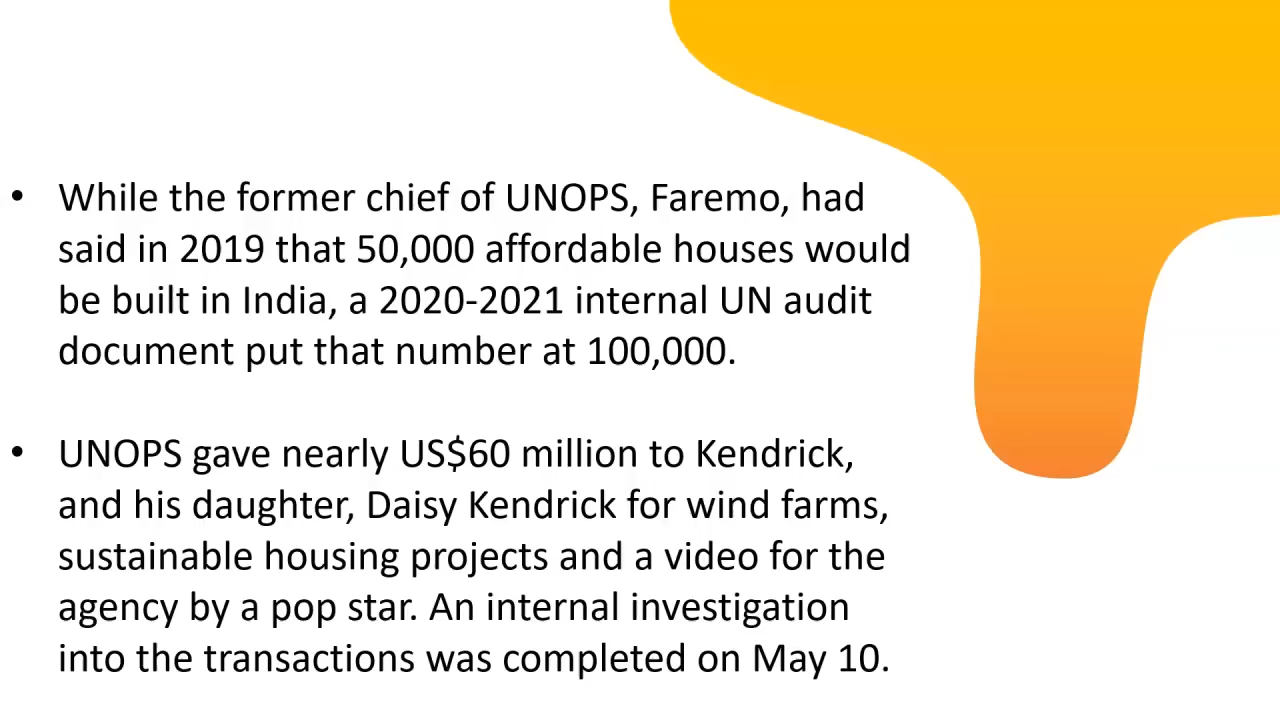 • While the former chief of UNOPS, Faremo, had
said in 2019 that 50,000 affordable houses would
be built in India, a 2020-2021 internal UN audit
document put that number at 100,000.
• UNOPS gave nearly US$60 million to Kendrick,
and his daughter, Daisy Kendrick for wind farms,
sustainable housing projects and a video for the
agency by a pop star. An internal investigation
into the transactions was completed on May 10.